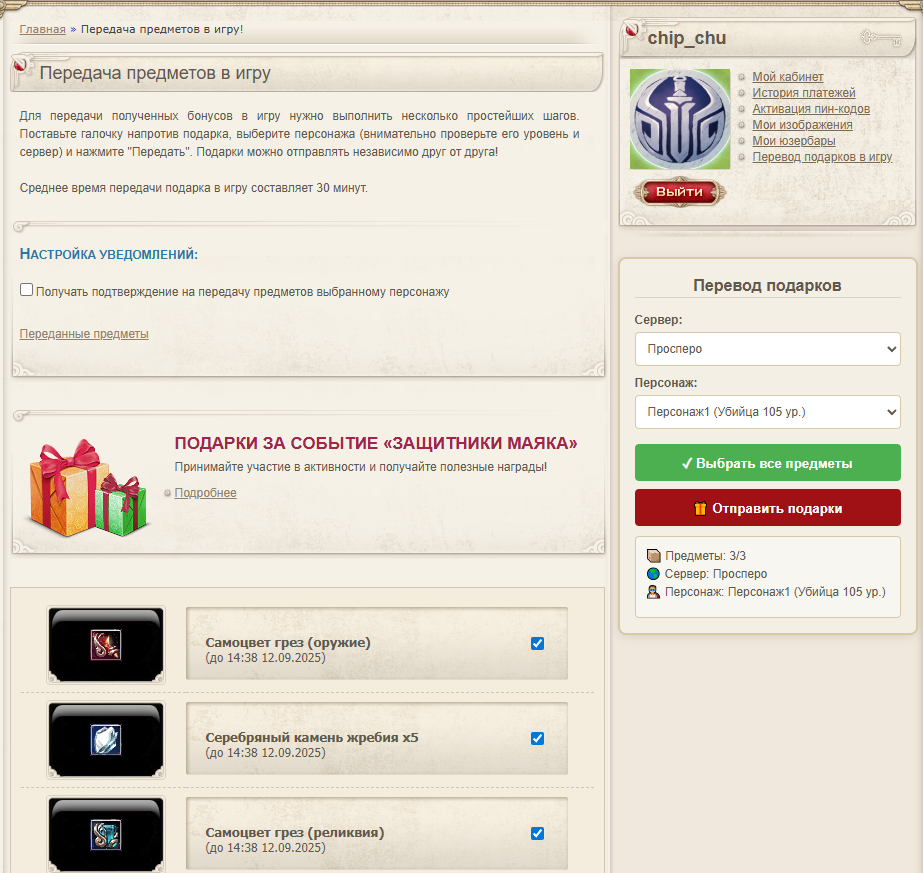 Главная » Передача предметов в игру!
Передача предметов в игру
Для передачи полученных бонусов в игру нужно выполнить несколько простейших шагов.
Поставьте галочку напротив подарка, выберите персонажа (внимательно проверьте его уровень и
сервер) и нажмите "Передать". Подарки можно отправлять независимо друг от друга!
Среднее время передачи подарка в игру составляет 30 минут.
Настройка уведомлений:
Получать подтверждение на передачу предметов выбранному персонажу
Переданные предметы
ПОДАРКИ ЗА СОБЫТИЕ «ЗАЩИТНИКИ МАЯКА»
Принимайте участие в активности и получайте полезные награды!
Подробнее
Самоцвет грез (оружие)
(до 14:38 12.09.2025)
Серебряный камень жребия x5
(до 14:38 12.09.2025)
Самоцвет грез (реликвия)
(до 14:38 12.09.2025)
chip_chu
Мой кабинет
История платежей
Активация пин-кодов
Мои изображения
Мои юзербары
Перевод подарков в игру
Выйти
Перевод подарков
Сервер:
Просперо
Персонаж:
Персонаж1 (Убийца 105 ур.)
✓ Выбрать все предметы
Отправить подарки
Предметы: 3/3
Сервер: Просперо
Персонаж: Персонаж1 (Убийца 105 ур.)